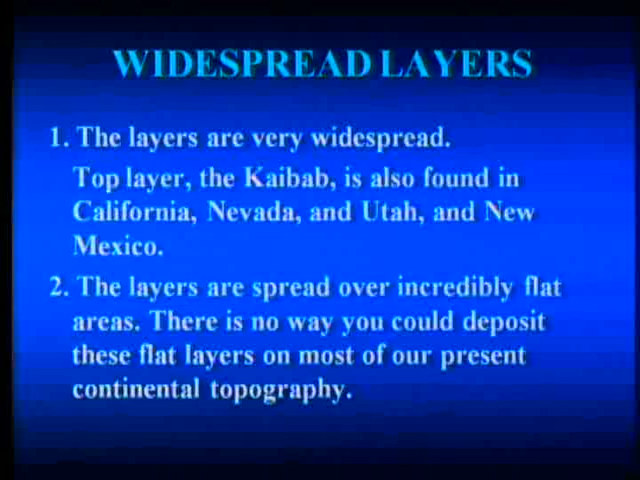 WIDESPREAD LAYERS
1. The layers are very widespread.
Top layer, the Kaibab, is also found in
California, Nevada, and Utah, and New
Mexico.
2. The layers are spread over incredibly flat
areas. There is no way you could deposit
these flat layers on most of our present
continental topography.